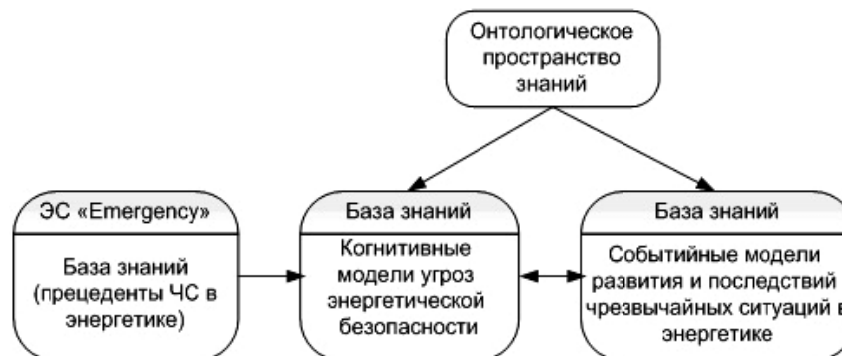 Онтологическое
пространство
знаний
ЭС «Emergency»
База знаний
(прецеденты ЧС в
энергетике)
База знаний
Когнитивные
модели угроз
энергетической
безопасности
База знаний
Событийные модели
развития и последствий
чрезвычайных ситуаций в
энергетике